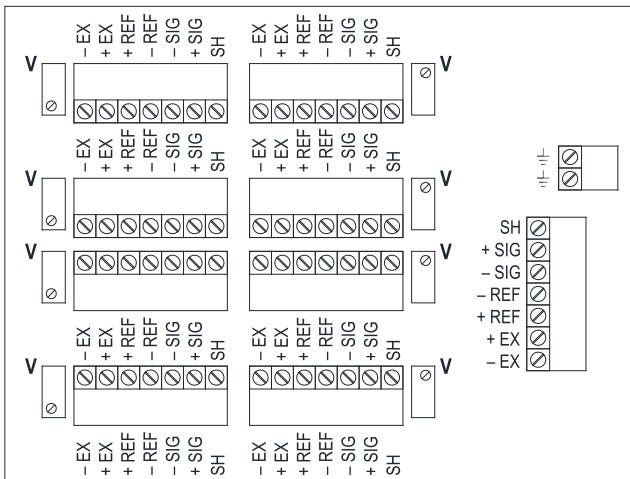 – EX + EX + REF – REF – SIG + SIG SH
– EX + EX + REF – REF – SIG + SIG SH
V
V
– EX + EX + REF – REF – SIG + SIG SH
– EX + EX + REF – REF – SIG + SIG SH
V
V
V
V
– EX + EX + REF – REF – SIG + SIG SH
– EX + EX + REF – REF – SIG + SIG SH
V
V
– EX + EX + REF – REF – SIG + SIG SH
– EX + EX + REF – REF – SIG + SIG SH
SH
+ SIG
– SIG
– REF
+ REF
+ EX
– EX